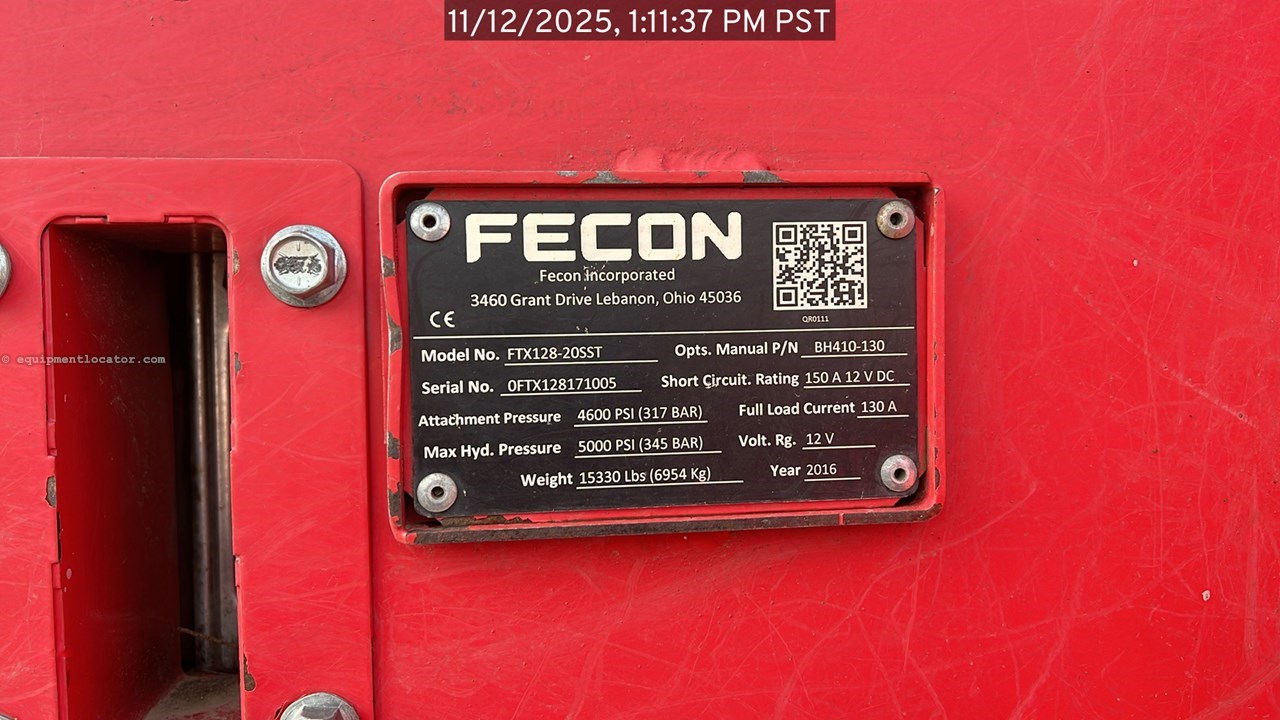 11/12/2025, 1:11:37 PM PST
FECON
Fecon Incorporated
3460 Grant Drive Lebanon, Ohio 45036
QR0111
CE
Model No. FTX128-20SST Opts. Manual P/N BH410-130
Serial No. 0FTX128171005 Short Circuit. Rating 150 A 12 V DC
Attachment Pressure 4600 PSI (317 BAR) Full Load Current 130 A
Max Hyd. Pressure 5000 PSI (345 BAR) Volt. Rg. 12 V
Weight 15330 Lbs (6954 Kg) Year 2016
© equipmentlocator.com